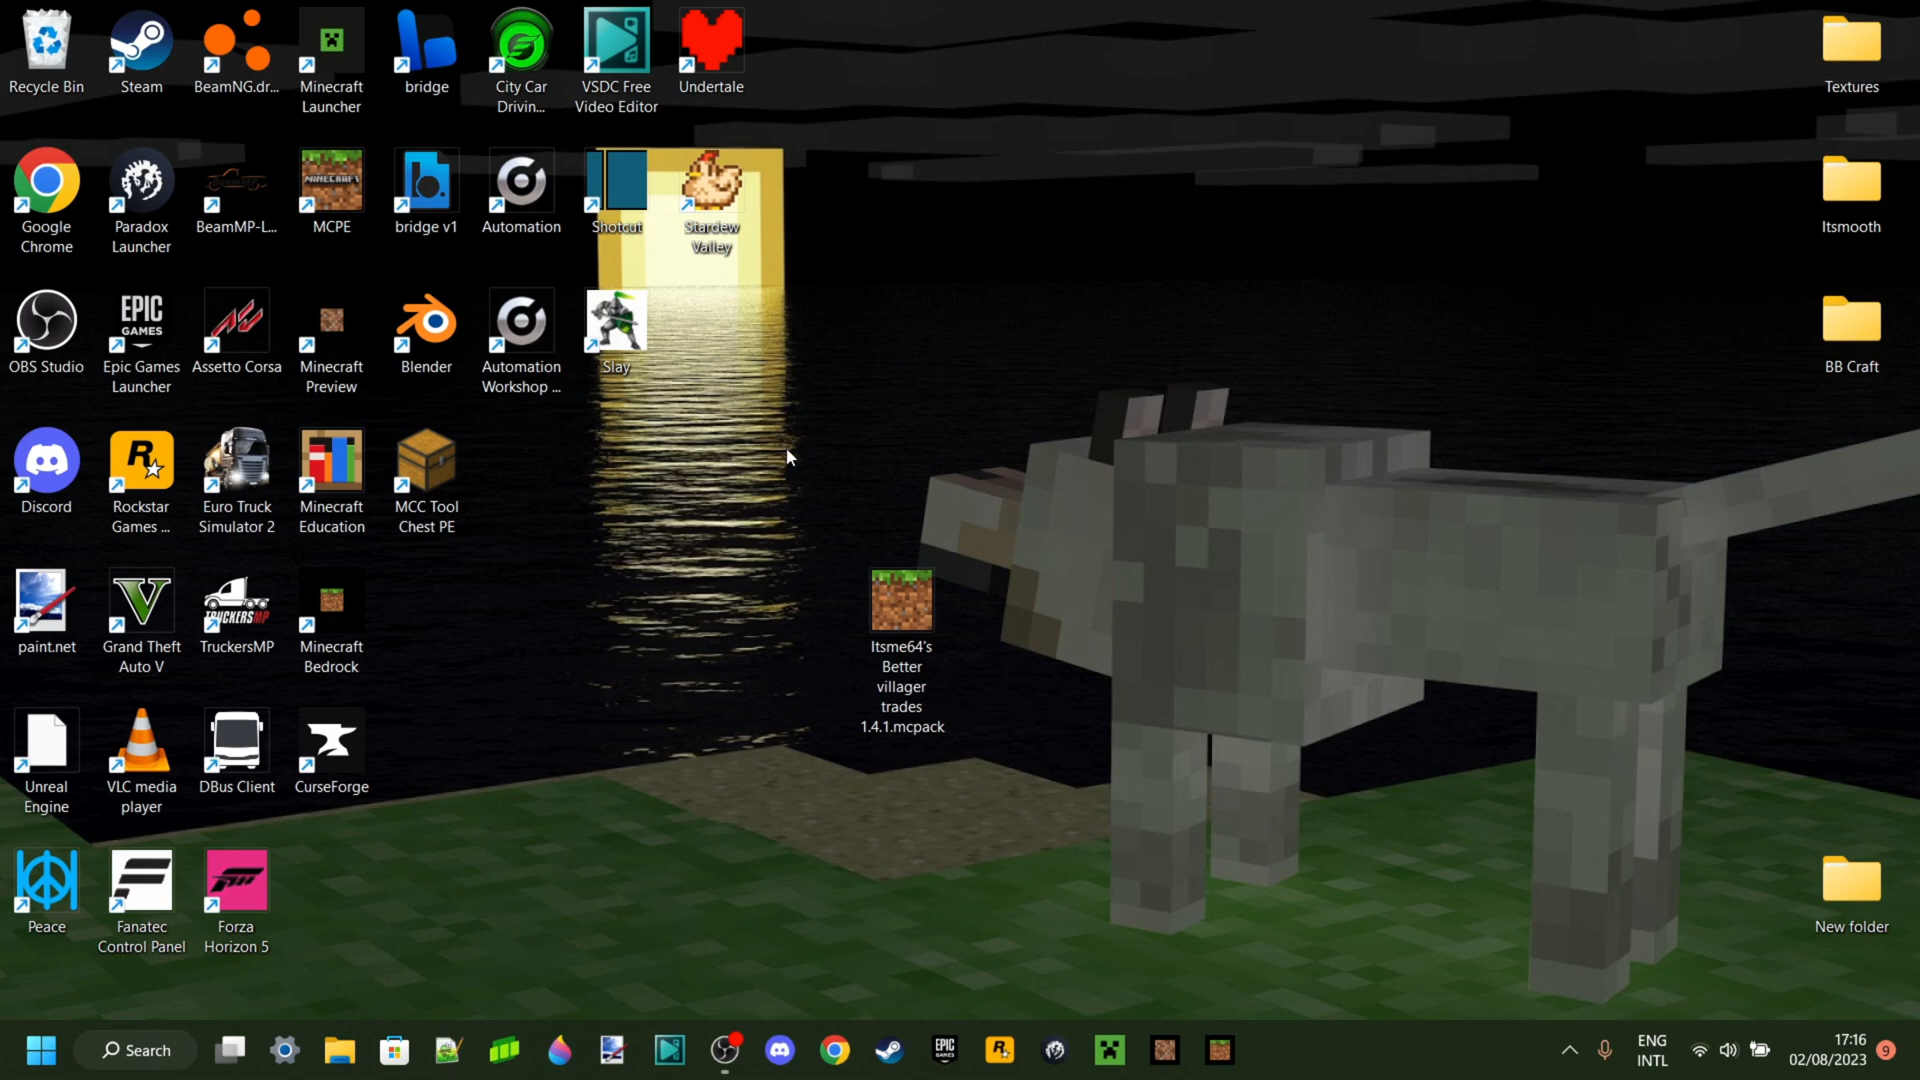 Recycle Bin
Steam
BeamNG.dr...
Minecraft
Launcher
bridge
City Car
Drivin...
VSDC Free
Video Editor
Undertale
Textures
Google
Chrome
Paradox
Launcher
BeamMP
BeamMP-L...
MINECRAFT
MCPE
bridge v1
Automation
Shotcut
Stardew
Valley
Itsmooth
OBS Studio
EPIC
GAMES
Epic Games
Launcher
Assetto Corsa
Minecraft
Preview
Blender
Automation
Workshop ...
Slay
BB Craft
Discord
R
Rockstar
Games ...
Euro Truck
Simulator 2
Minecraft
Education
MCC Tool
Chest PE
paint.net
V
Grand Theft
Auto V
TRUCKERSMP
TruckersMP
Minecraft
Bedrock
Itsme64's
Better
villager
trades
1.4.1.mcpack
Unreal
Engine
VLC media
player
DBus Client
CurseForge
Peace
Fanatec
Control Panel
Forza
Horizon 5
New folder
Search
EPIC
GAMES
R
ENG
INTL
17:16
02/08/2023
9